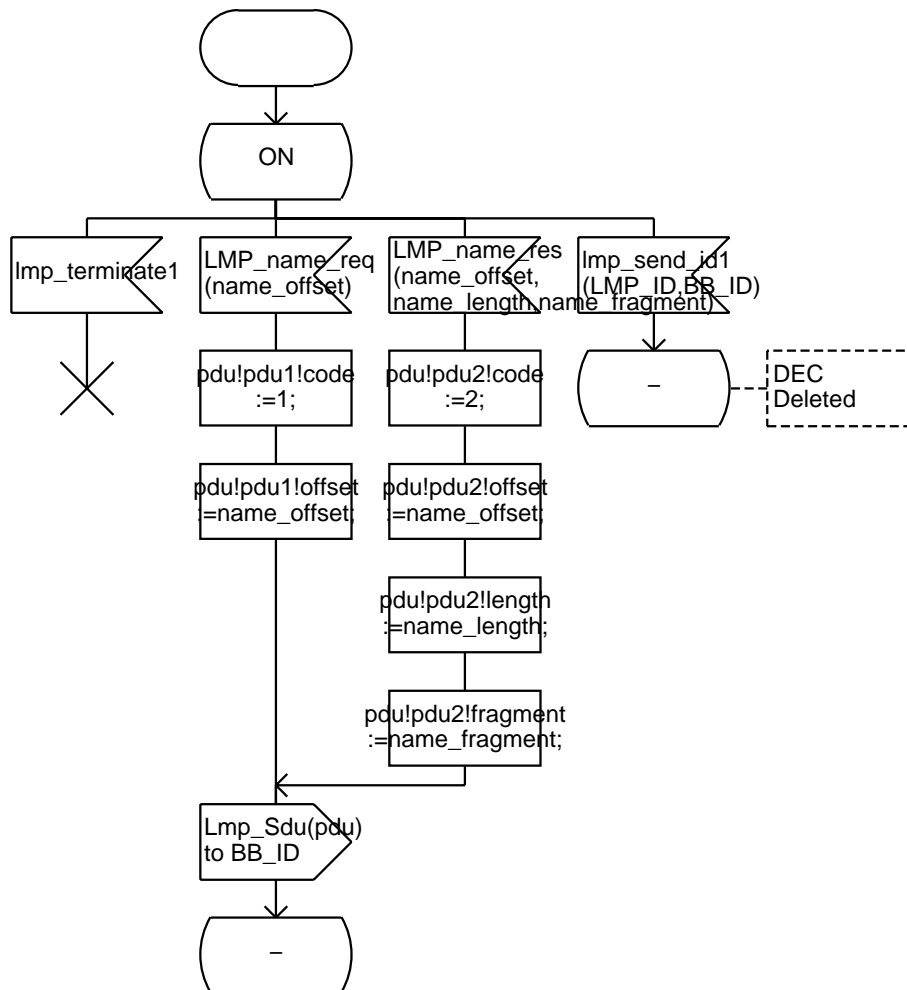 ON
lmp_terminate1
LMP_name_req
(name_offset)
LMP_name_res
(name_offset,
name_length,name_fragment)
lmp_send_id1
(LMP_ID,BB_ID)
pdu!pdu1!code
:=1;
pdu!pdu2!code
:=2;
–
DEC
Deleted
pdu!pdu1!offset
:=name_offset;
pdu!pdu2!offset
:=name_offset;
pdu!pdu2!length
:=name_length;
pdu!pdu2!fragment
:=name_fragment;
Lmp_Sdu(pdu)
to BB_ID
–